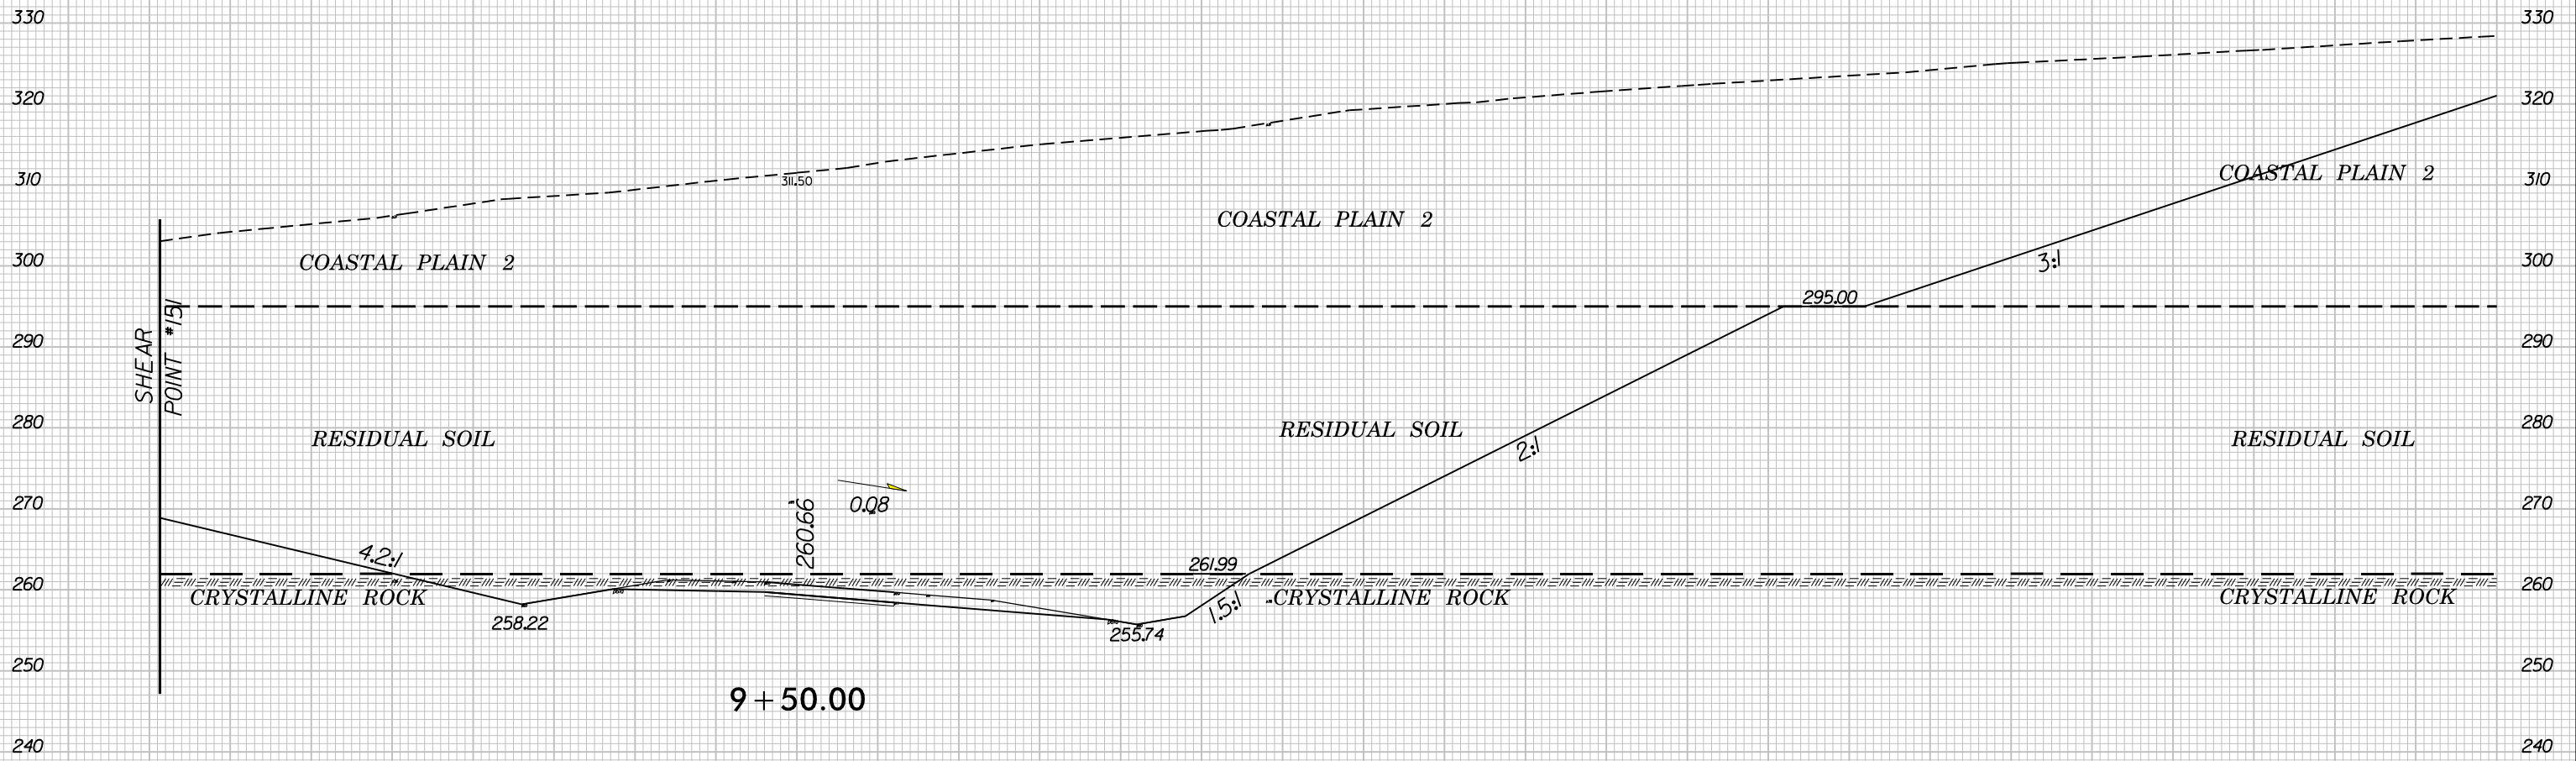 330 330
320 320
310 311.50 COASTAL PLAIN 2 310
COASTAL PLAIN 2
300 COASTAL PLAIN 2 3:1 300
295.00
SHEAR
POINT #151
290 290
280 RESIDUAL SOIL RESIDUAL SOIL RESIDUAL SOIL 280
2:1
270 260.66' 0.08 270
4.2:1 261.99
260 CRYSTALLINE ROCK 1.5:1 CRYSTALLINE ROCK CRYSTALLINE ROCK 260
258.22 255.74
250 250
9+50.00
240 240